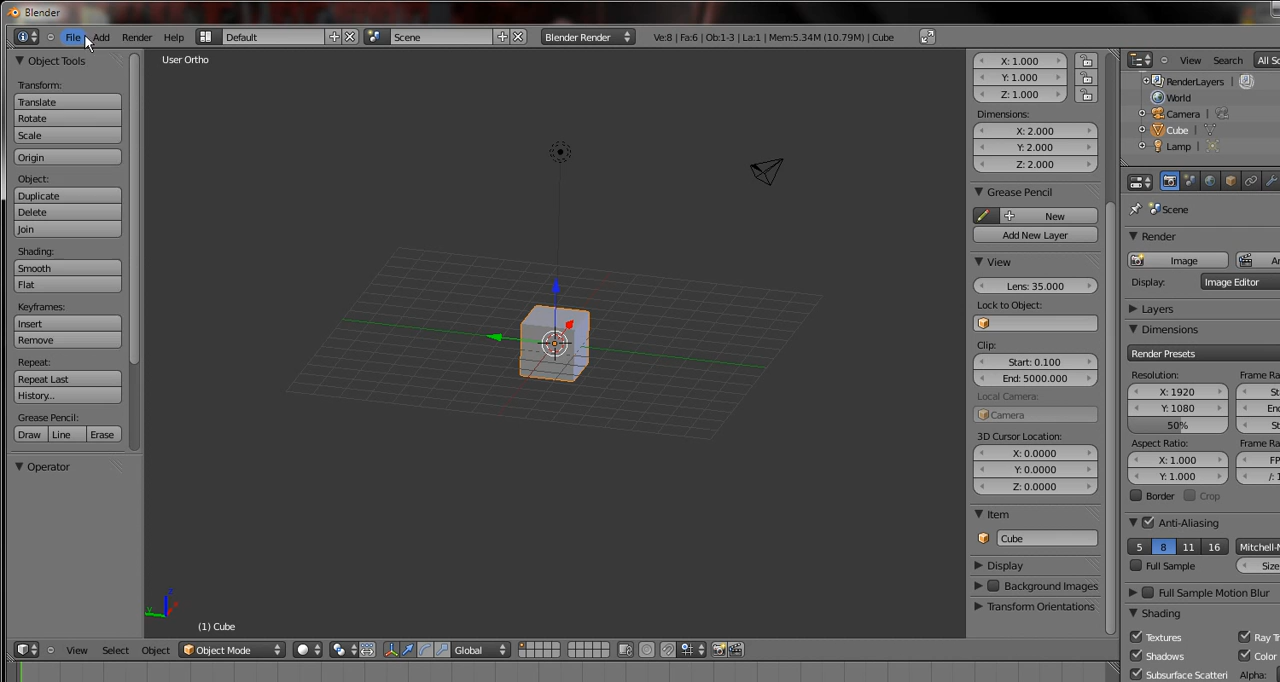 Blender
File Add Render Help Default Scene Blender Render Ve:8 | Fa:6 | Ob:1-3 | La:1 | Mem:5.34M (10.79M) | Cube
Object Tools
Transform:
Translate
Rotate
Scale
Origin
Object:
Duplicate
Delete
Join
Shading:
Smooth
Flat
Keyframes:
Insert
Remove
Repeat:
Repeat Last
History...
Grease Pencil:
Draw Line Erase
Operator
User Ortho
(1) Cube
View Select Object Object Mode Global
X: 1.000
Y: 1.000
Z: 1.000
Dimensions:
X: 2.000
Y: 2.000
Z: 2.000
Grease Pencil
New
Add New Layer
View
Lens: 35.000
Lock to Object:
Clip:
Start: 0.100
End: 5000.000
Local Camera:
Camera
3D Cursor Location:
X: 0.0000
Y: 0.0000
Z: 0.0000
Item
Cube
Display
Background Images
Transform Orientations
View Search All Sc
RenderLayers |
World
Camera |
Cube |
Lamp |
Scene
Render
Image An
Display: Image Editor
Layers
Dimensions
Render Presets
Resolution: Frame Ra
X: 1920 Sta
Y: 1080 End
50% St
Aspect Ratio: Frame Ra
X: 1.000 FP
Y: 1.000 /: 1
Border Crop
Anti-Aliasing
5 8 11 16 Mitchell-N
Full Sample Size
Full Sample Motion Blur
Shading
Textures Ray Tr
Shadows Color
Subsurface Scatteri Alpha: